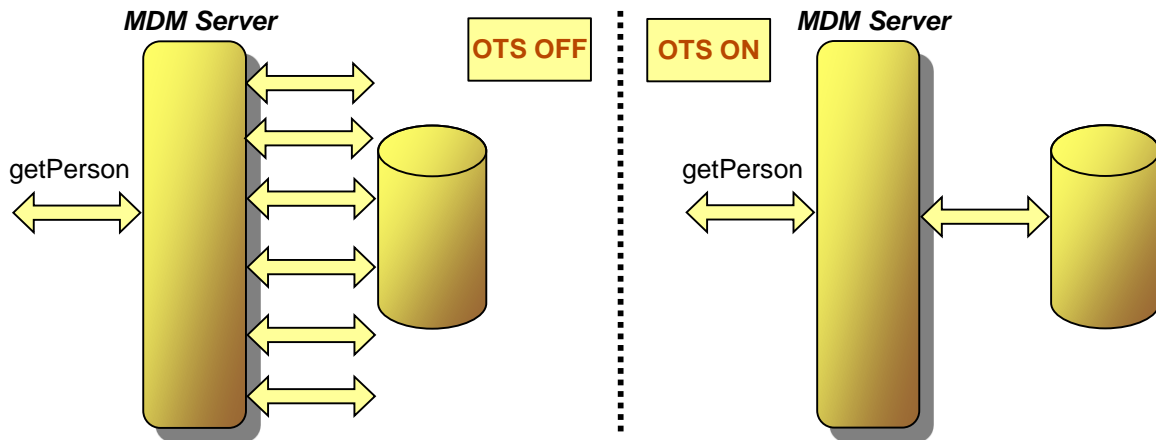 MDM Server
OTS OFF
getPerson
OTS ON
MDM Server
getPerson